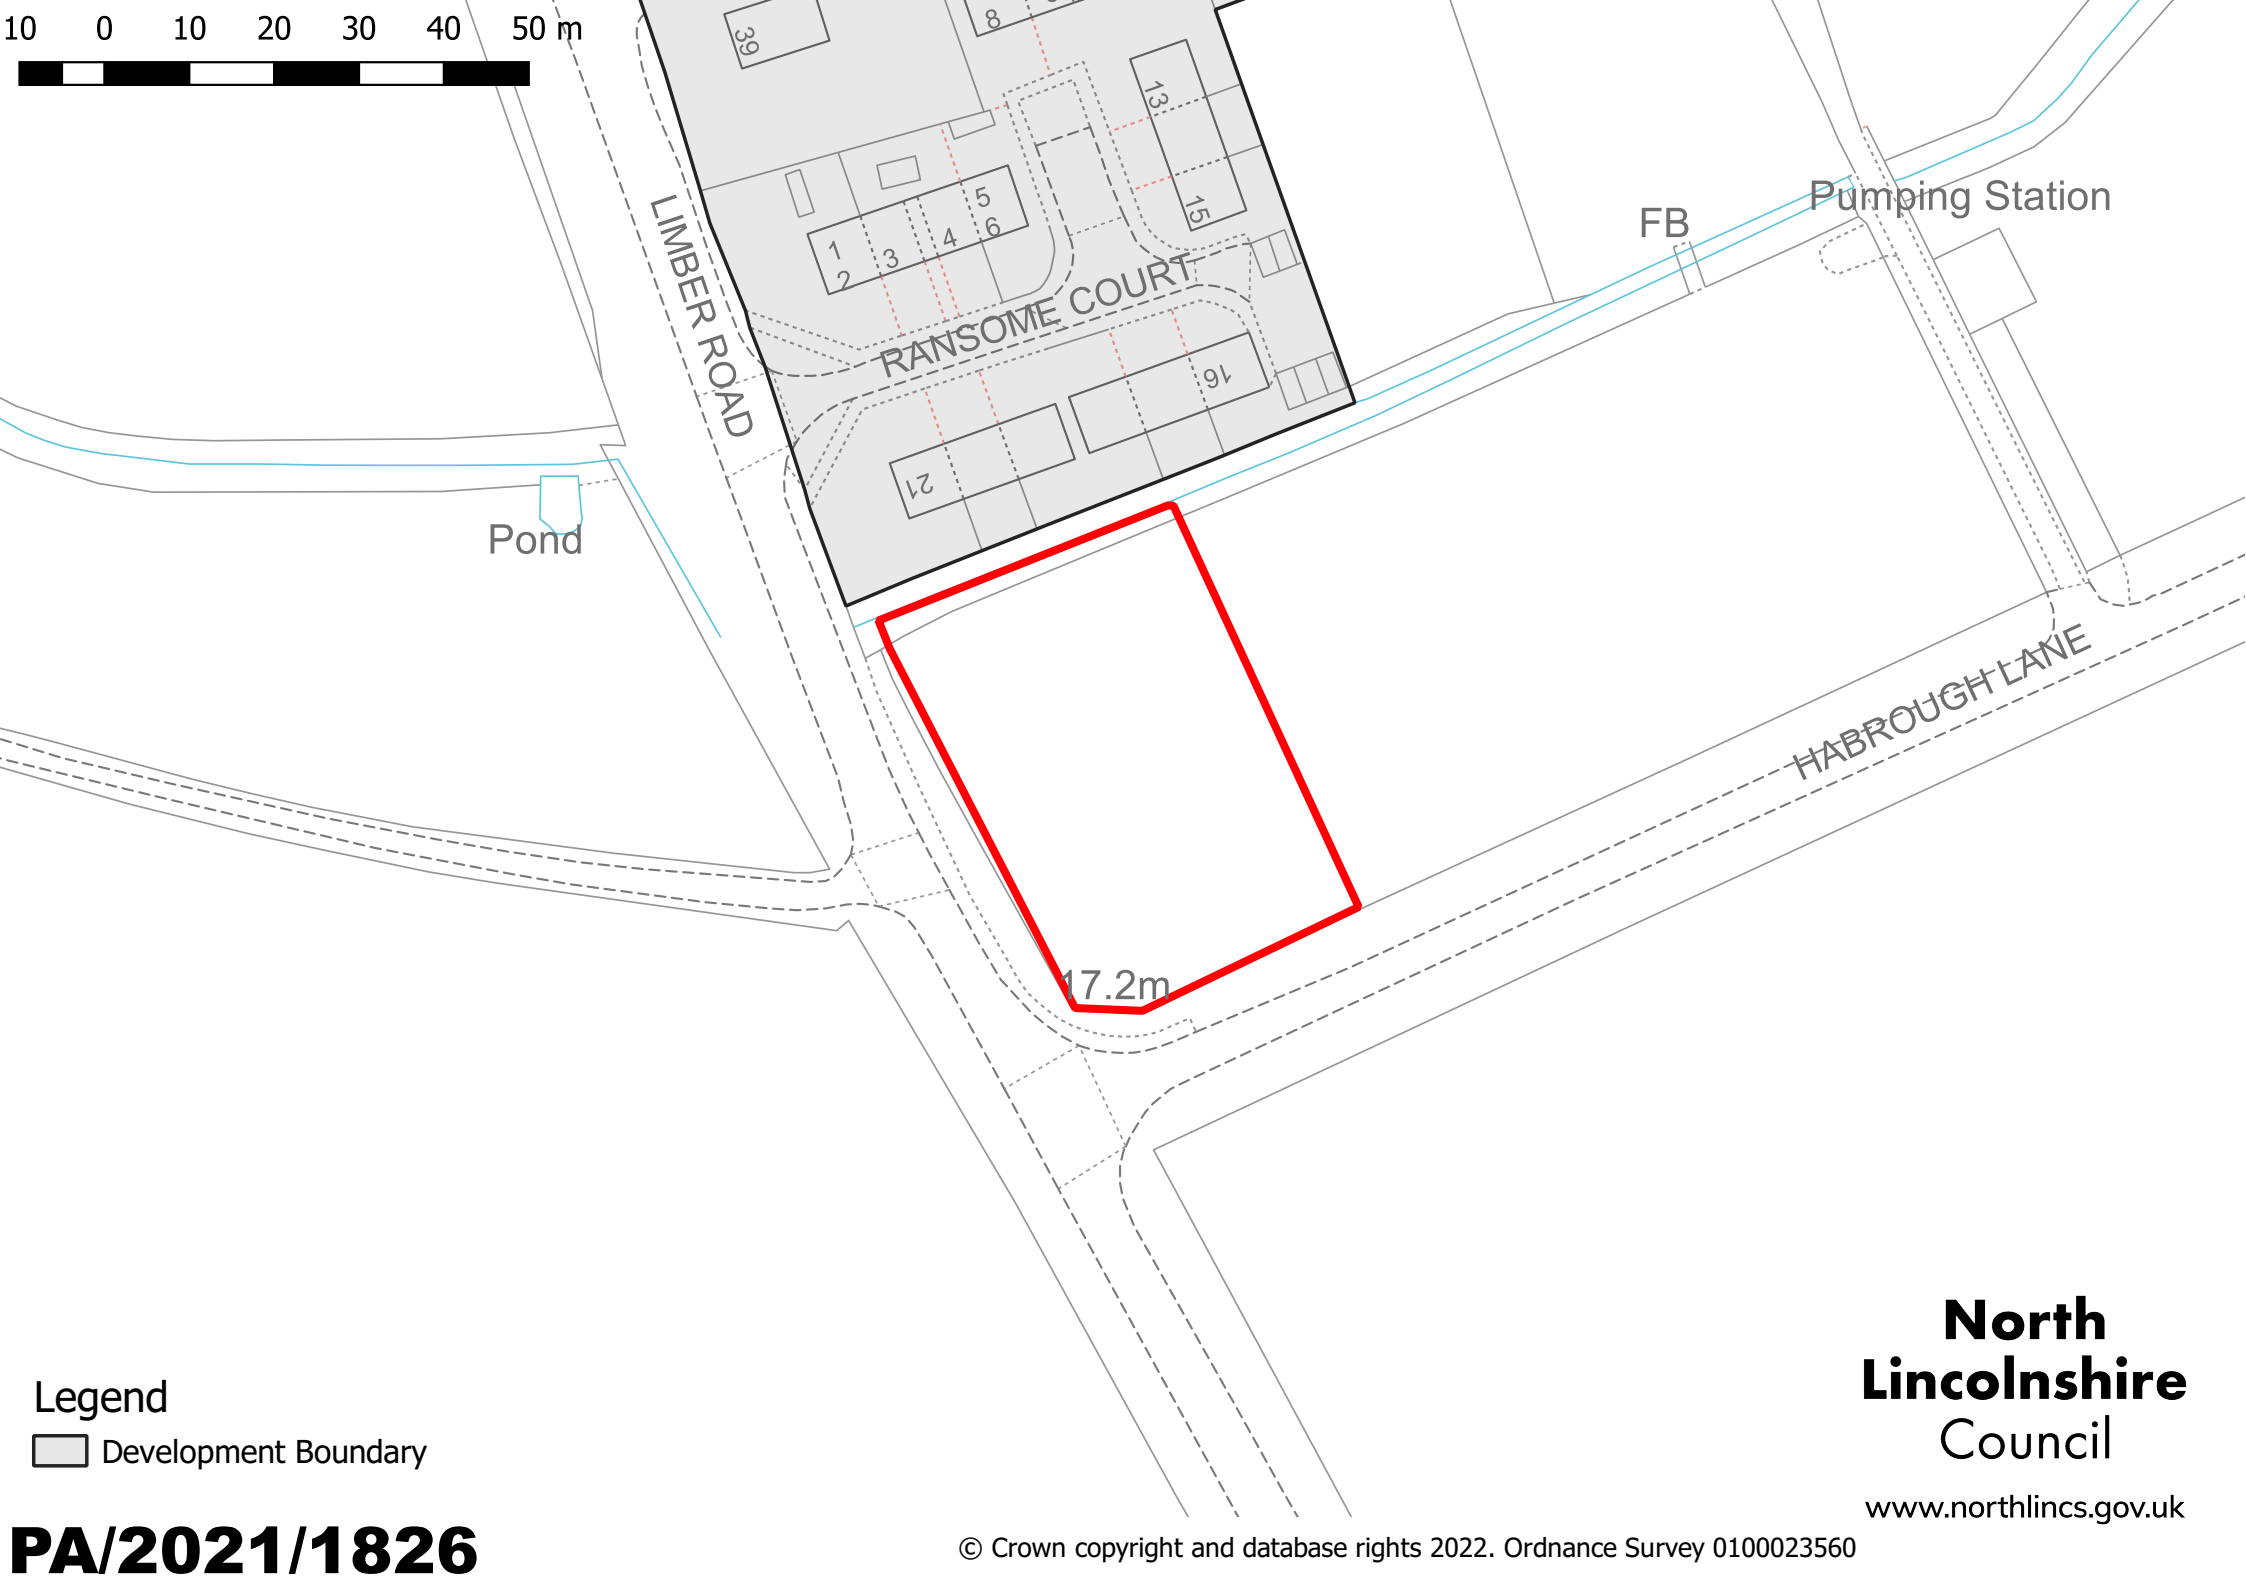 10 0 10 20 30 40 50 m
39
8
13
15
1
2
3
4
5
6
LIMBER ROAD
RANSOME COURT
16
21
FB
Pumping Station
Pond
HABROUGH LANE
17.2m
Legend
Development Boundary
PA/2021/1826
© Crown copyright and database rights 2022. Ordnance Survey 0100023560
North
Lincolnshire
Council
www.northlincs.gov.uk